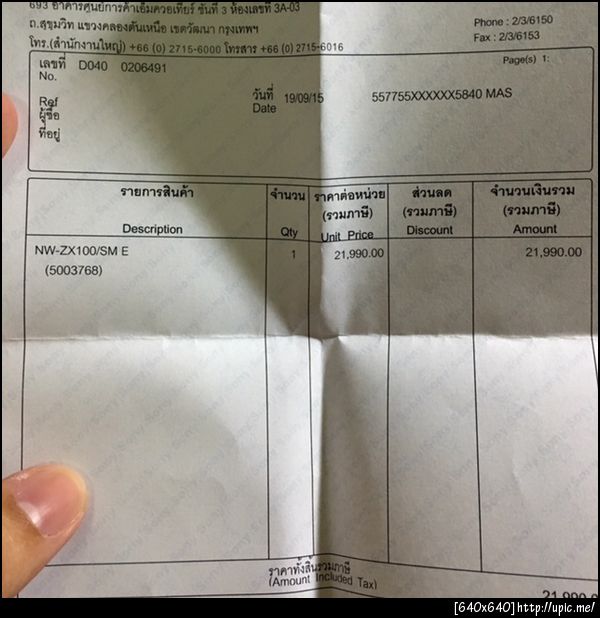 693 อาคารศูนย์การค้าเอ็มควอเทียร์ ชั้นที่ 3 ห้องเลขที่ 3A-03
ถ.สุขุมวิท แขวงคลองตันเหนือ เขตวัฒนา กรุงเทพฯ
โทร.(สำนักงานใหญ่) +66 (0) 2715-6000 โทรสาร +66 (0) 2715-6016
Phone : 2/3/6150
Fax : 2/3/6153
Page(s) 1:
เลขที่ D040 0206491
No.
Ref
วันที่ 19/09/15 557755XXXXXX5840 MAS
Date
ผู้ซื้อ
ที่อยู่
รายการสินค้า จำนวน ราคาต่อหน่วย ส่วนลด จำนวนเงินรวม
(รวมภาษี) (รวมภาษี) (รวมภาษี)
Description Qty Unit Price Discount Amount
NW-ZX100/SM E 1 21,990.00 21,990.00
(5003768)
ราคาทั้งสิ้นรวมภาษี
(Amount Included Tax)
[640x640] http://upic.me/